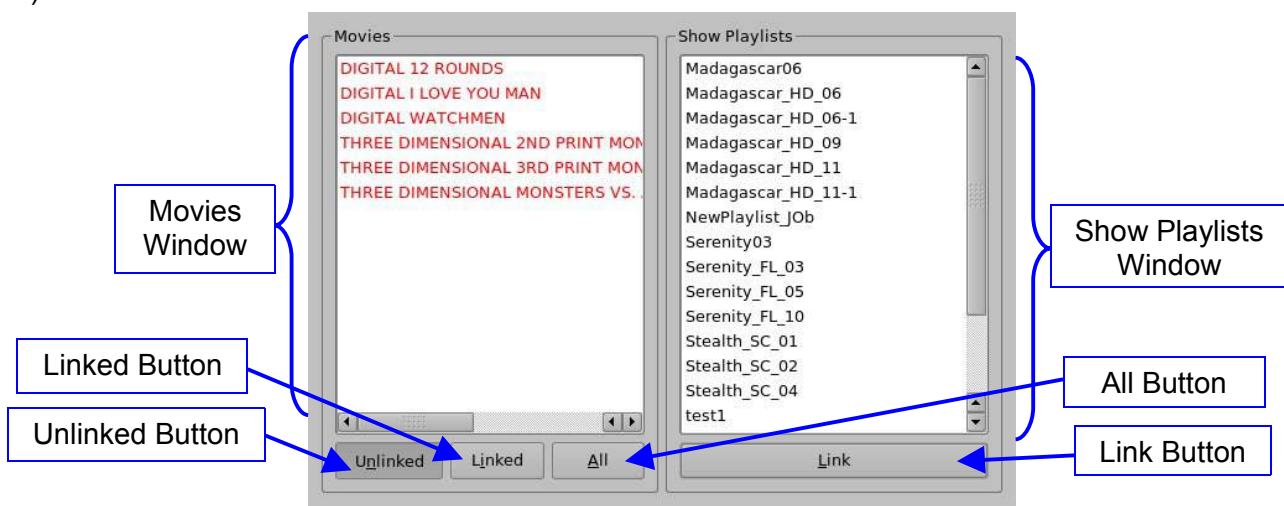 )
Movies
DIGITAL 12 ROUNDS
DIGITAL I LOVE YOU MAN
DIGITAL WATCHMEN
THREE DIMENSIONAL 2ND PRINT MON
THREE DIMENSIONAL 3RD PRINT MON
THREE DIMENSIONAL MONSTERS VS. .
Unlinked
Linked
All
Show Playlists
Madagascar06
Madagascar_HD_06
Madagascar_HD_06-1
Madagascar_HD_09
Madagascar_HD_11
Madagascar_HD_11-1
NewPlaylist_JOb
Serenity03
Serenity_FL_03
Serenity_FL_05
Serenity_FL_10
Stealth_SC_01
Stealth_SC_02
Stealth_SC_04
test1
Link
Movies
Window
Linked Button
Unlinked Button
Show Playlists
Window
All Button
Link Button